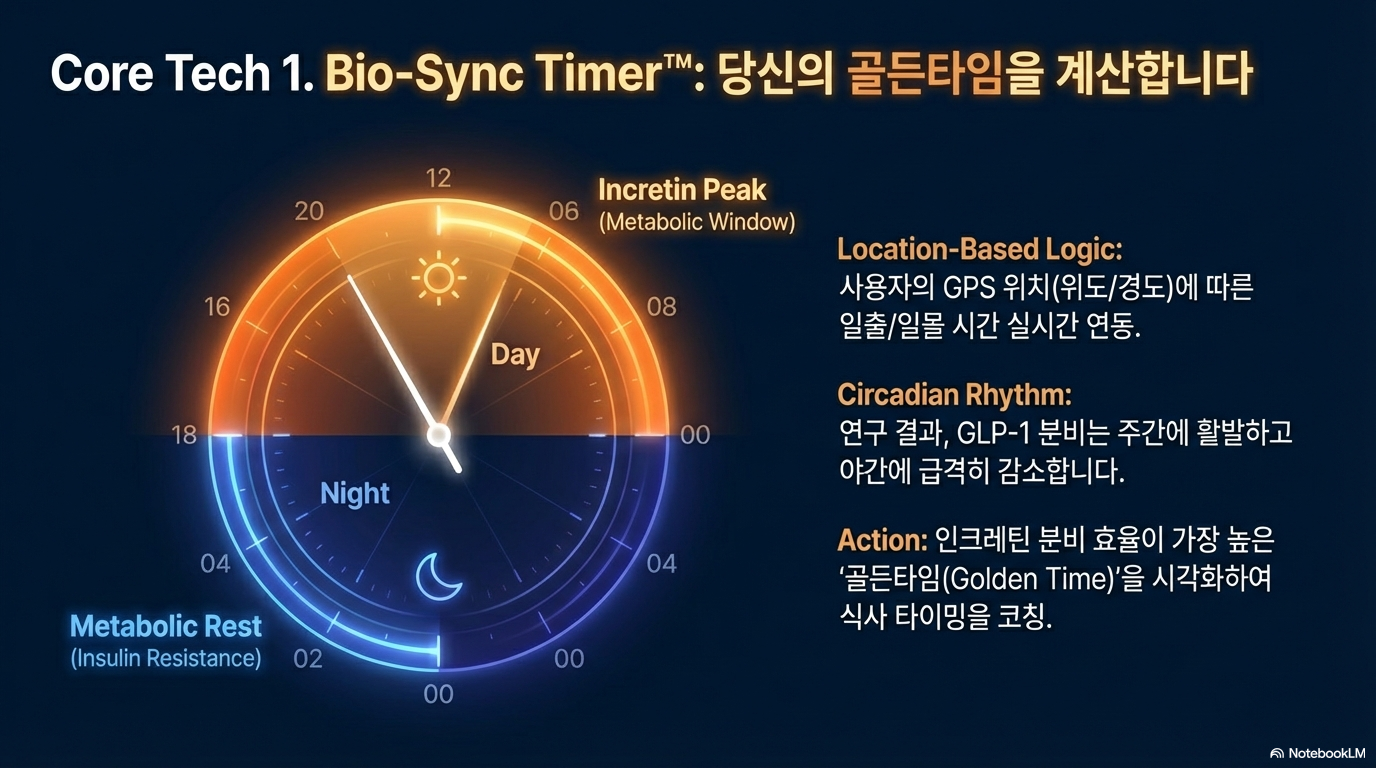 Core Tech 1. Bio-Sync Timer™: 당신의 골든타임을 계산합니다
12
20
06
16
08
18
00
04
04
02
00
00
Incretin Peak
(Metabolic Window)
Day
Night
Metabolic Rest
(Insulin Resistance)
Location-Based Logic:
사용자의 GPS 위치(위도/경도)에 따른
일출/일몰 시간 실시간 연동.
Circadian Rhythm:
연구 결과, GLP-1 분비는 주간에 활발하고
야간에 급격히 감소합니다.
Action: 인크레틴 분비 효율이 가장 높은
‘골든타임(Golden Time)’을 시각화하여
식사 타이밍을 코칭.
NotebookLM